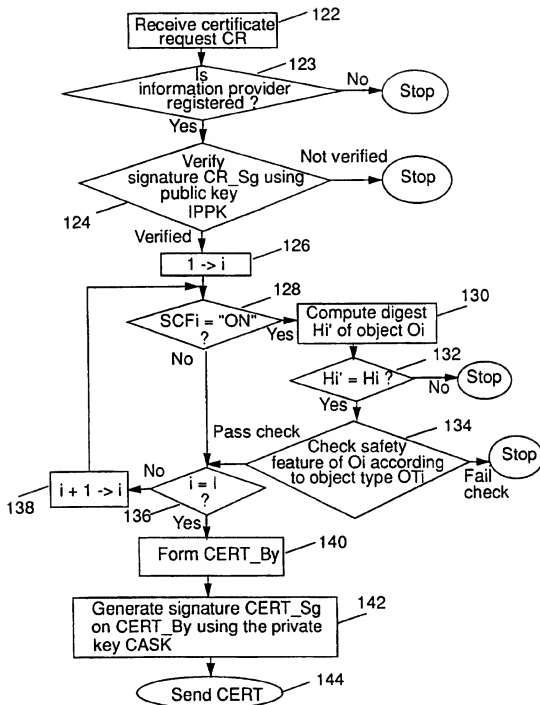 Receive certificate
request CR
122
123
Is
information provider
registered ?
No
Stop
Yes
Verify
signature CR_Sg using
public key
IPPK
Not verified
Stop
124
Verified
126
1 -> i
128
SCFi = "ON"
?
Yes
No
Compute digest
Hi' of object Oi
130
132
Hi' = Hi ?
No
Stop
Yes
134
Pass check
Check safety
feature of Oi according
to object type OTi
Stop
Fail
check
No
i = i
?
136
i + 1 -> i
138
Yes
Form CERT_By
140
Generate signature CERT_Sg
on CERT_By using the private
key CASK
142
Send CERT
144